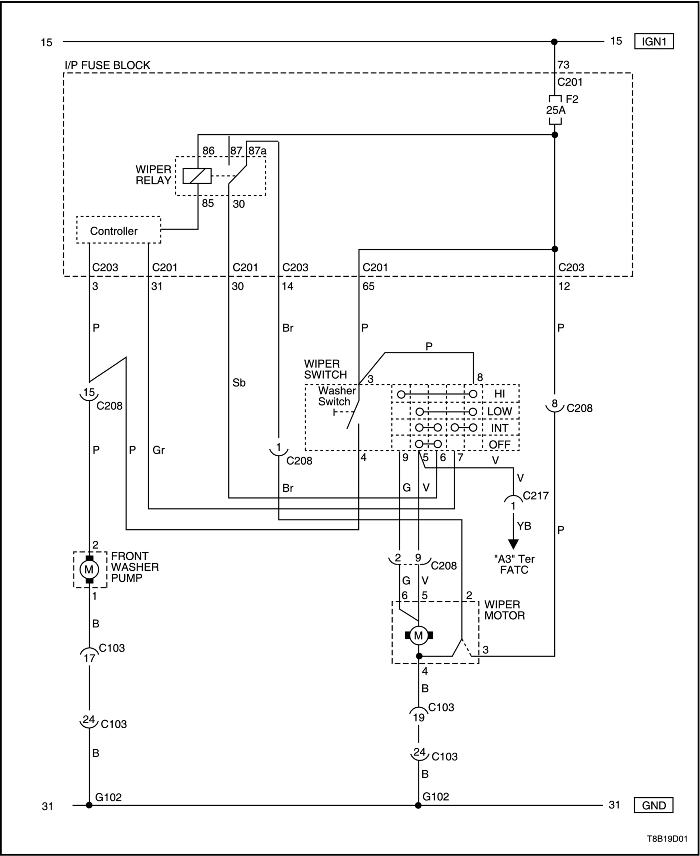 15 15 IGN1
I/P FUSE BLOCK 73
C201
F2
25A
86 87 87a
WIPER
RELAY
85 30
Controller
C203 C201 C201 C203 C201 C203
3 31 30 14 65 12
P Br P P
P
WIPER
SWITCH
3 8
Sb
Washer
Switch
HI
LOW
INT
OFF
15
C208
8 C208
4 9 5 6 7
1
C208
P P Gr
V
G V
V
Br
C217
1
YB
P
"A3" Ter
FATC
2
FRONT
WASHER
PUMP
M
1
2 9
C208
G V
6 5 2
WIPER
MOTOR
M
3
4
B
C103
17
B
C103
19
24 C103
24 C103
B B
31 G102 G102 31 GND
T8B19D01